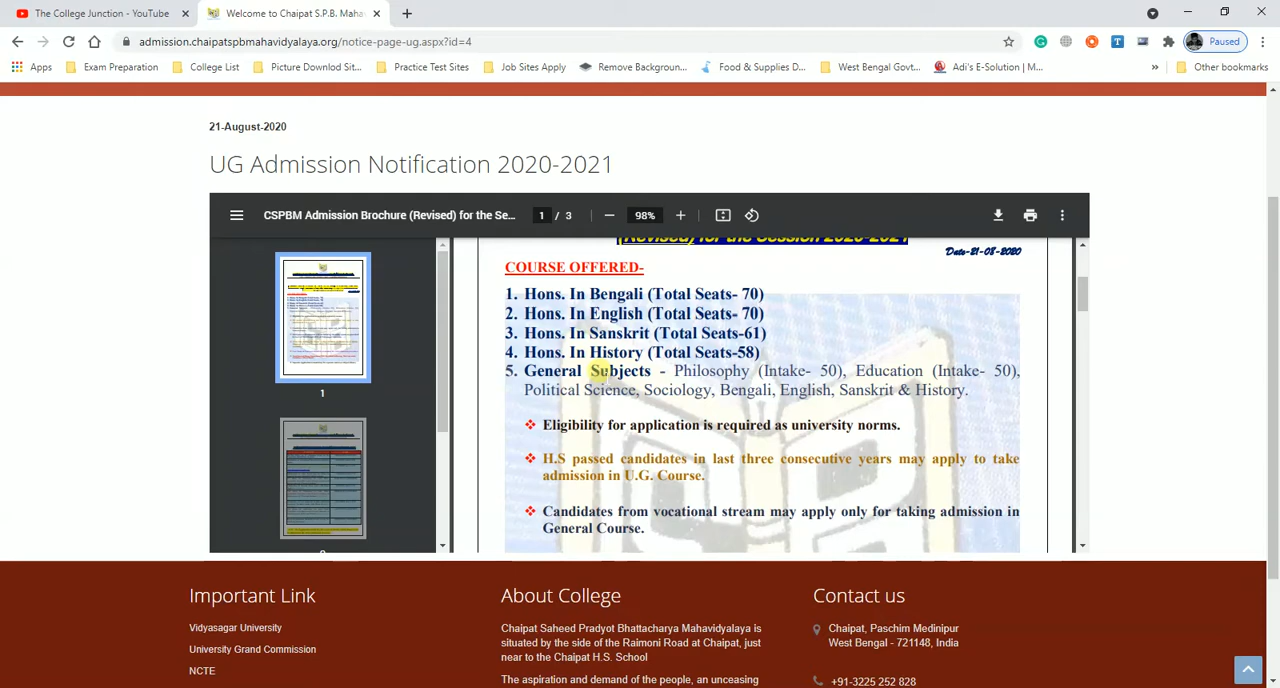 The College Junction - YouTube
Welcome to Chaipat S.P.B. Maha
admission.chaipatspbmahavidyalaya.org/notice-page-ug.aspx?id=4
Paused
Apps
Exam Preparation
College List
Picture Downlod Sit...
Practice Test Sites
Job Sites Apply
Remove Backgroun...
Food & Supplies D...
West Bengal Govt...
Adi's E-Solution | M...
Other bookmarks
21-August-2020
UG Admission Notification 2020-2021
CSPBM Admission Brochure (Revised) for the Se...
1 / 3
98%
[Revised) for the Session 2020-2021
Date-21-08-2020
COURSE OFFERED-
1. Hons. In Bengali (Total Seats- 70)
2. Hons. In English (Total Seats- 70)
3. Hons. In Sanskrit (Total Seats-61)
4. Hons. In History (Total Seats-58)
5. General Subjects - Philosophy (Intake- 50), Education (Intake- 50),
Political Science, Sociology, Bengali, English, Sanskrit & History.
Eligibility for application is required as university norms.
H.S passed candidates in last three consecutive years may apply to take
admission in U.G. Course.
Candidates from vocational stream may apply only for taking admission in
General Course.
1
Important Link
Vidyasagar University
University Grand Commission
NCTE
About College
Chaipat Saheed Pradyot Bhattacharya Mahavidyalaya is
situated by the side of the Raimoni Road at Chaipat, just
near to the Chaipat H.S. School
The aspiration and demand of the people, an unceasing
Contact us
Chaipat, Paschim Medinipur
West Bengal - 721148, India
+91-3225 252 828